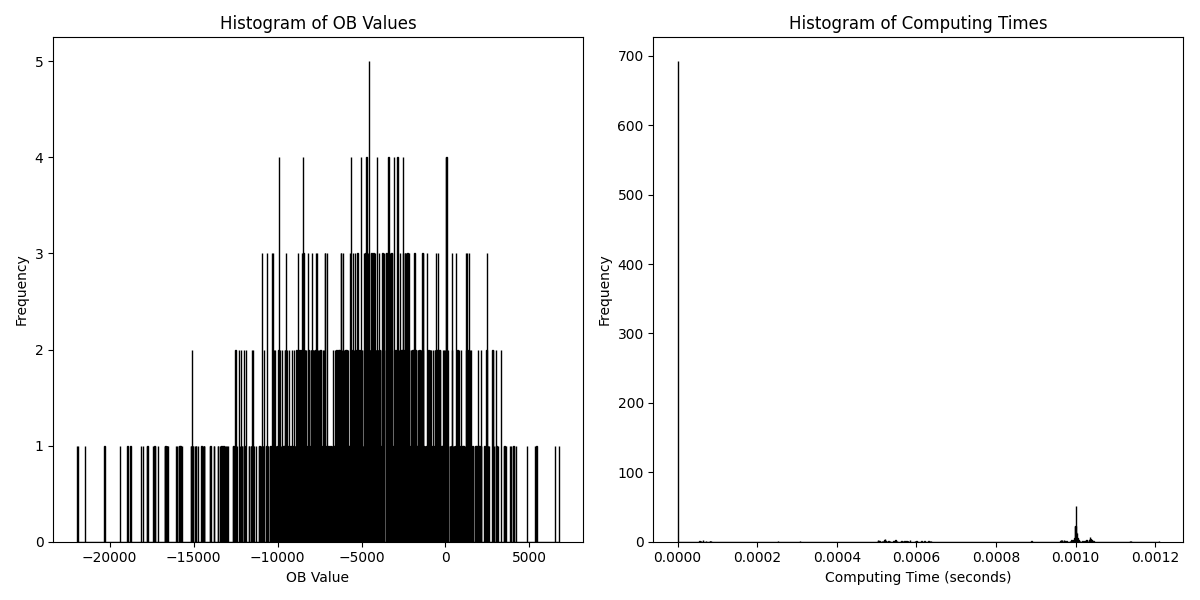 Histogram of OB Values
5
4
3
2
1
0
Frequency
−20000 −15000 −10000 −5000 0 5000
OB Value
Histogram of Computing Times
700
600
500
400
300
200
100
0
Frequency
0.0000 0.0002 0.0004 0.0006 0.0008 0.0010 0.0012
Computing Time (seconds)